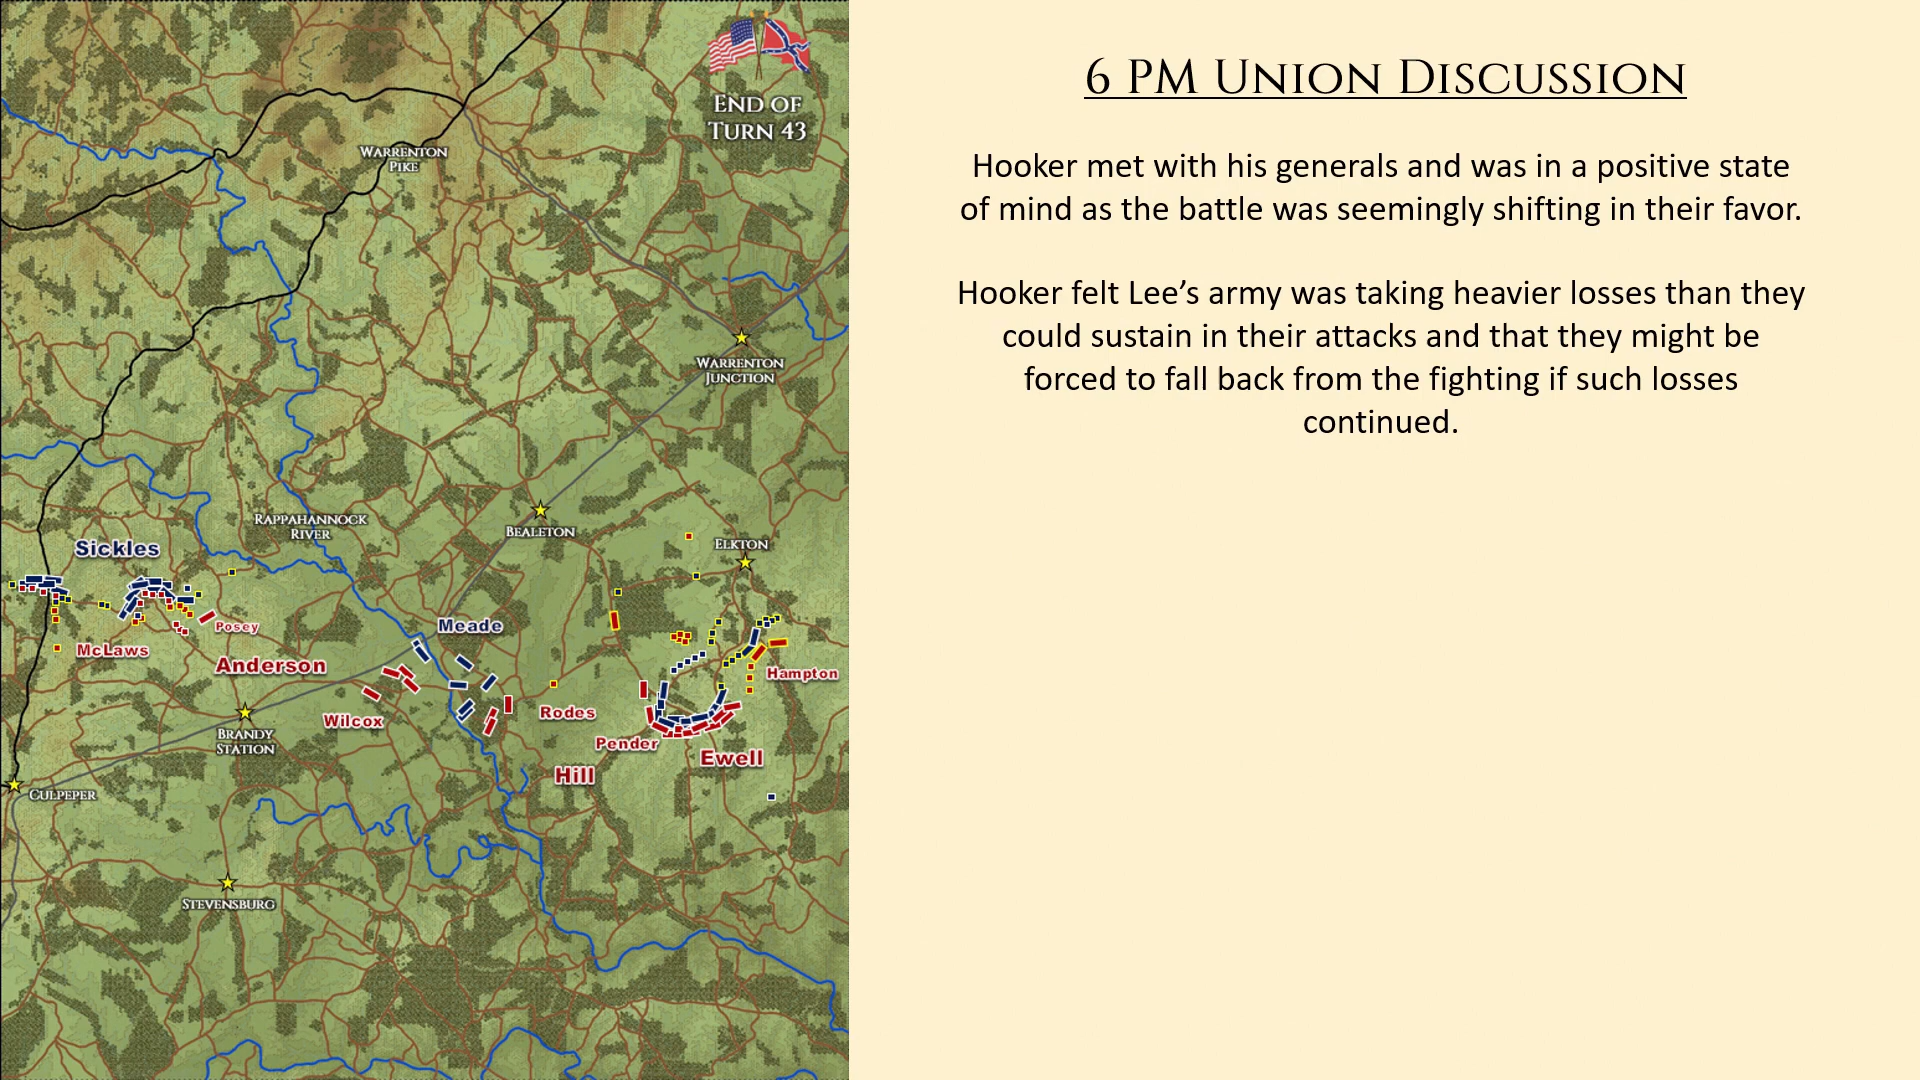 END OF
TURN 43
WARRENTON
PIKE
WARRENTON
JUNCTION
RAPPAHANNOCK
RIVER
BEALETON
ELKTON
Sickles
Posey
McLaws
Anderson
Meade
Wilcox
Rodes
Hampton
Pender
Ewell
Hill
BRANDY
STATION
CULPEPER
STEVENSBURG
6 PM UNION DISCUSSION
Hooker met with his generals and was in a positive state
of mind as the battle was seemingly shifting in their favor.
Hooker felt Lee’s army was taking heavier losses than they
could sustain in their attacks and that they might be
forced to fall back from the fighting if such losses
continued.